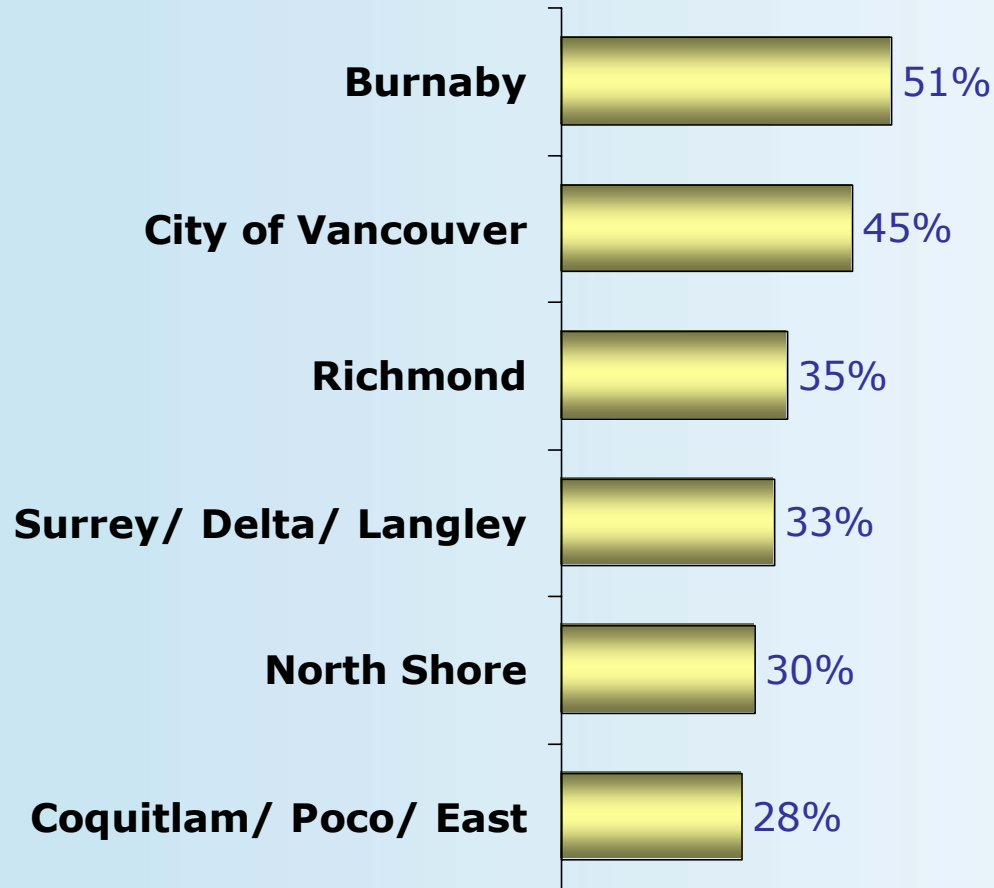 Burnaby 51%
City of Vancouver 45%
Richmond 35%
Surrey/ Delta/ Langley 33%
North Shore 30%
Coquitlam/ Poco/ East 28%